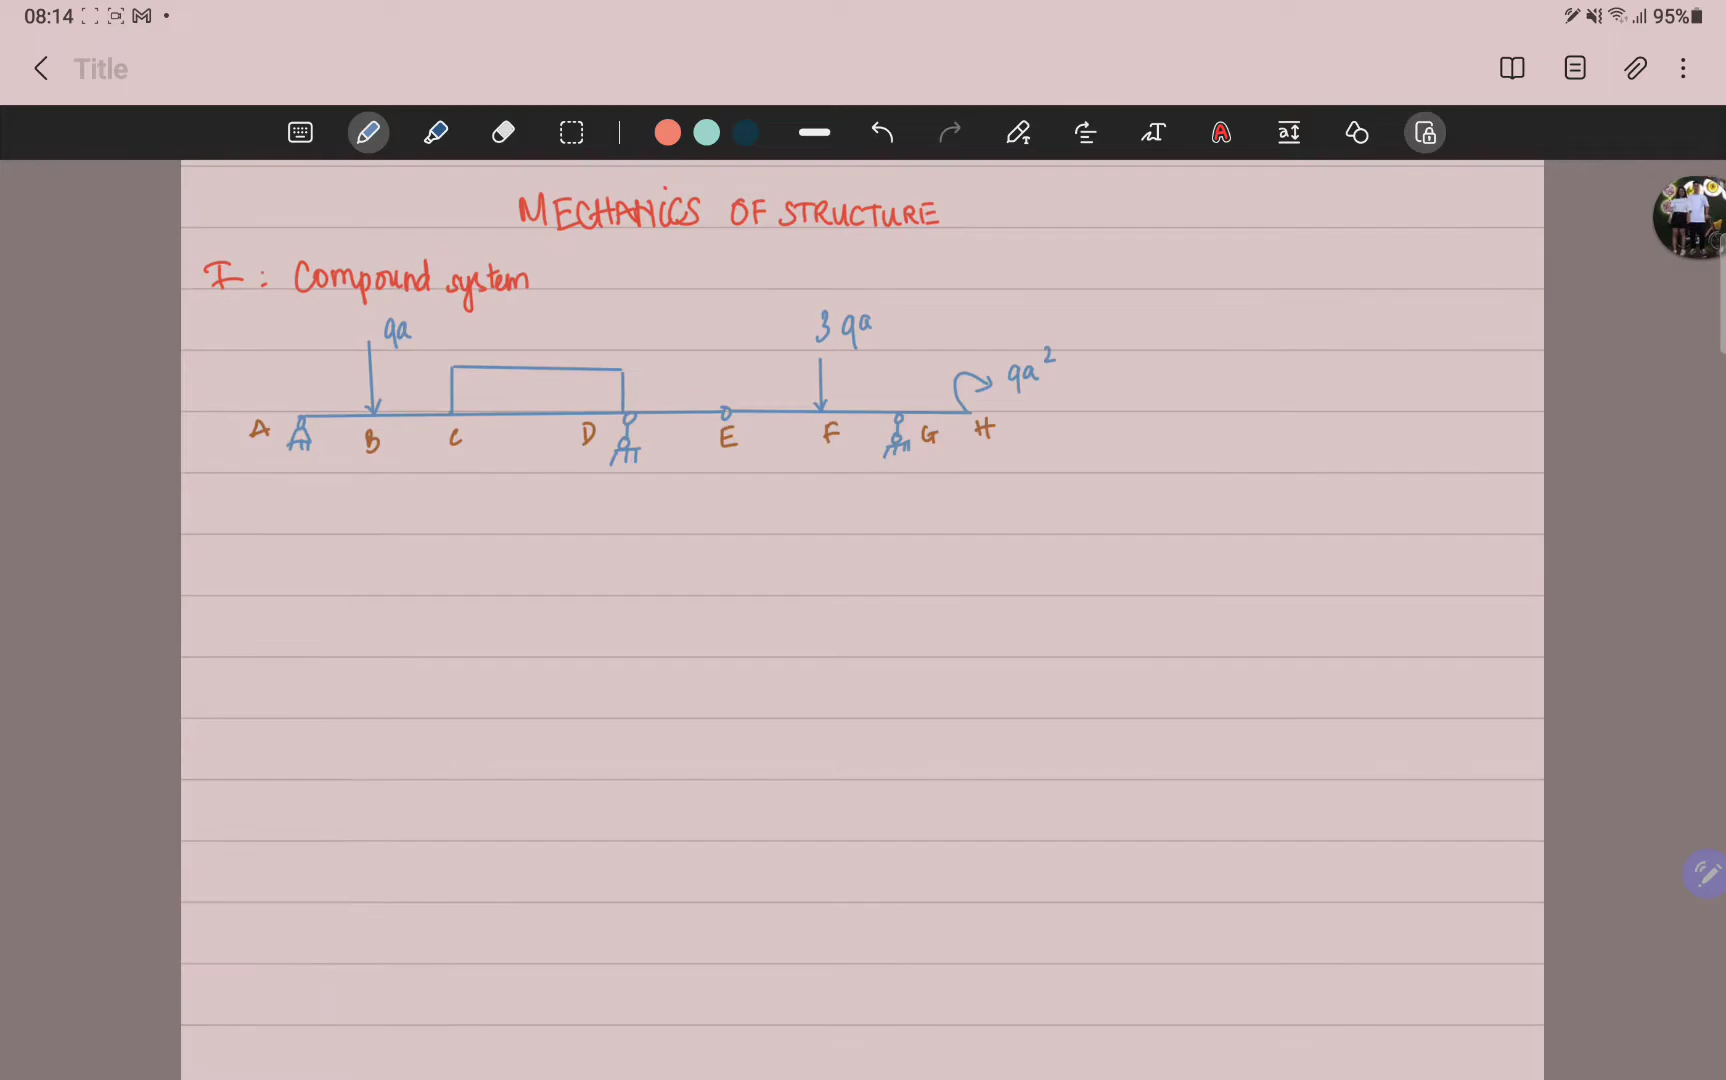 08:14 95%
Title
MECHANICS OF STRUCTURE
I : Compound system
qa 3 qa qa²
A B C D E F G H